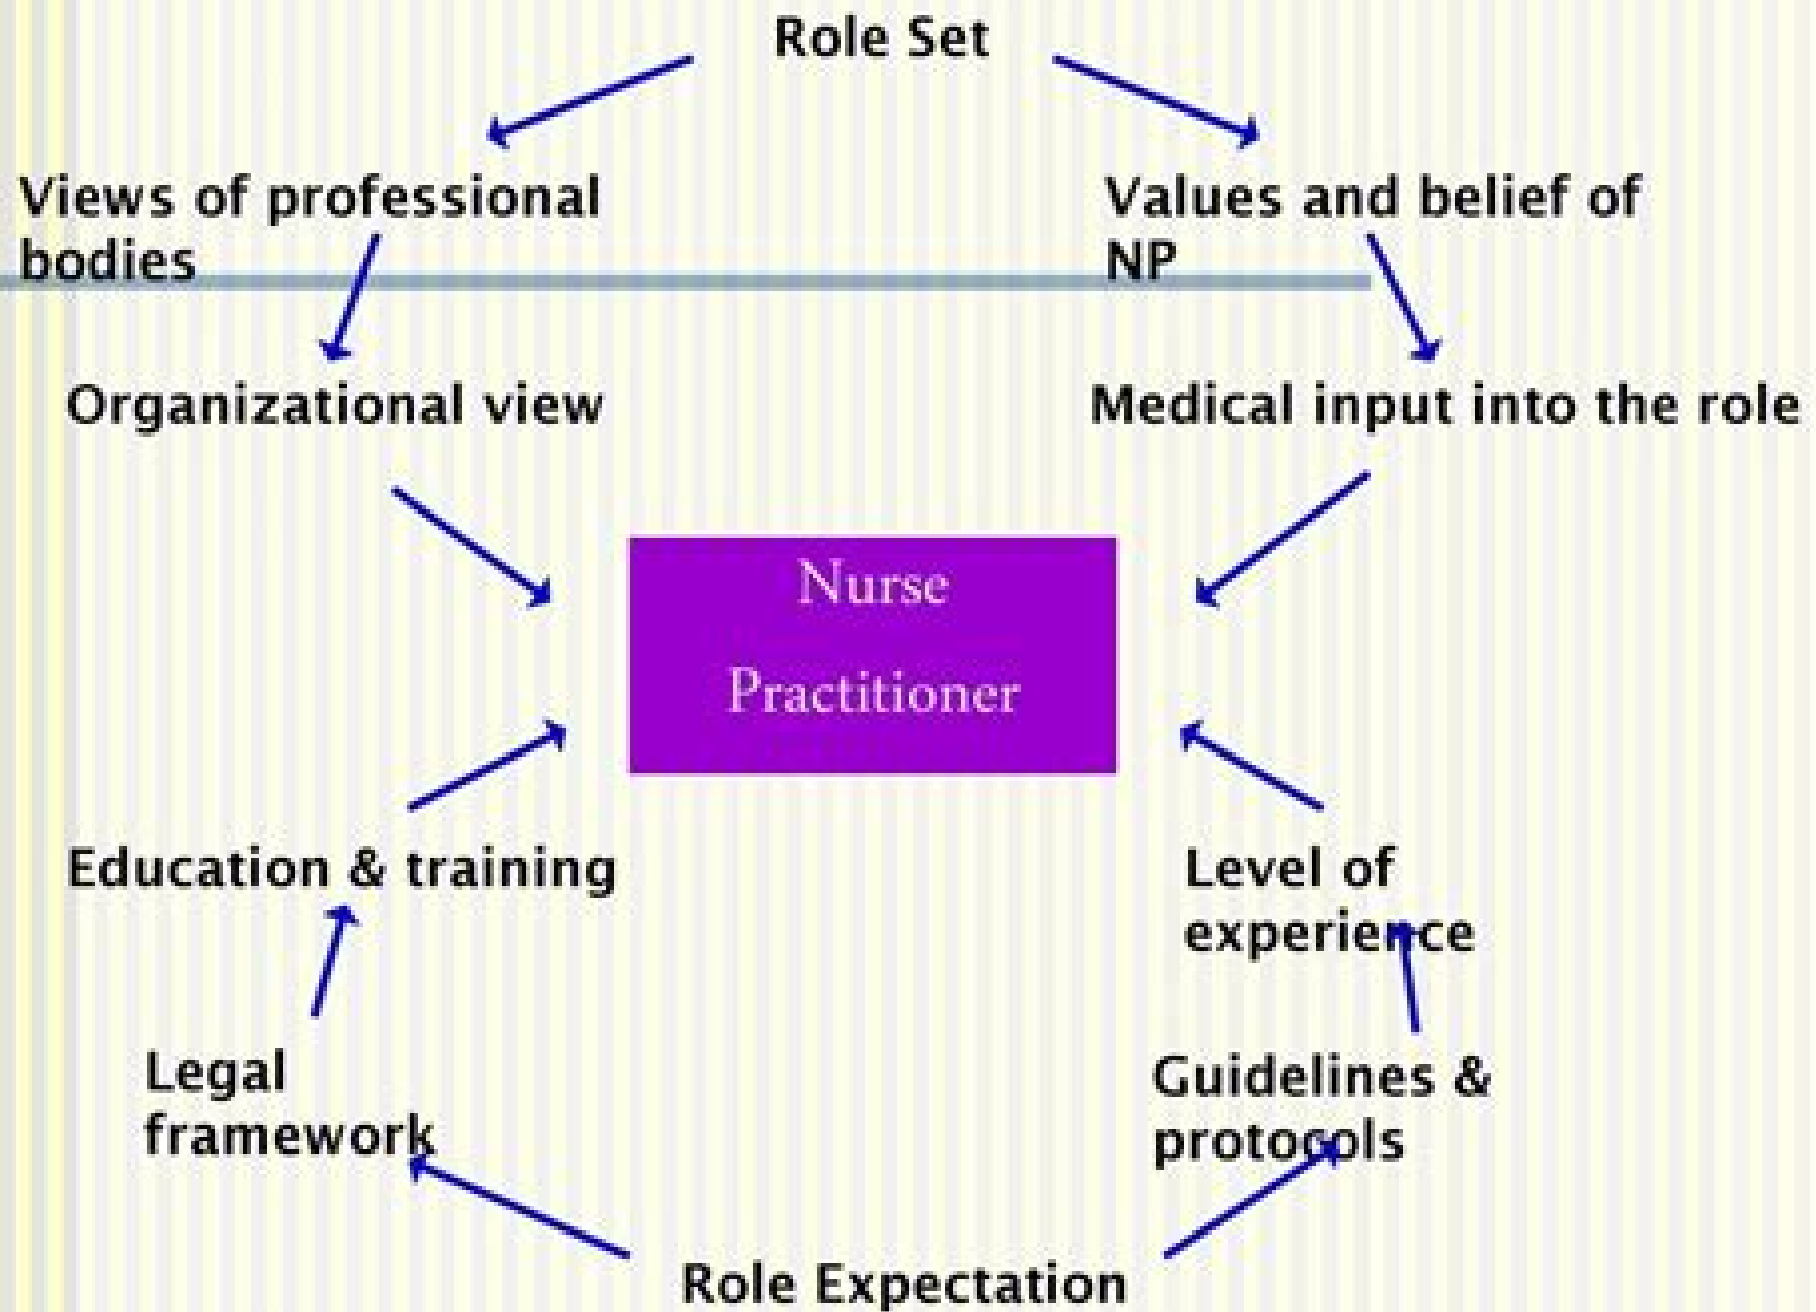 Role Set
Views of professional
bodies
Values and belief of
NP
Organizational view
Medical input into the role
Nurse
Practitioner
Education & training
Level of
experience
Legal
framework
Guidelines &
protocols
Role Expectation